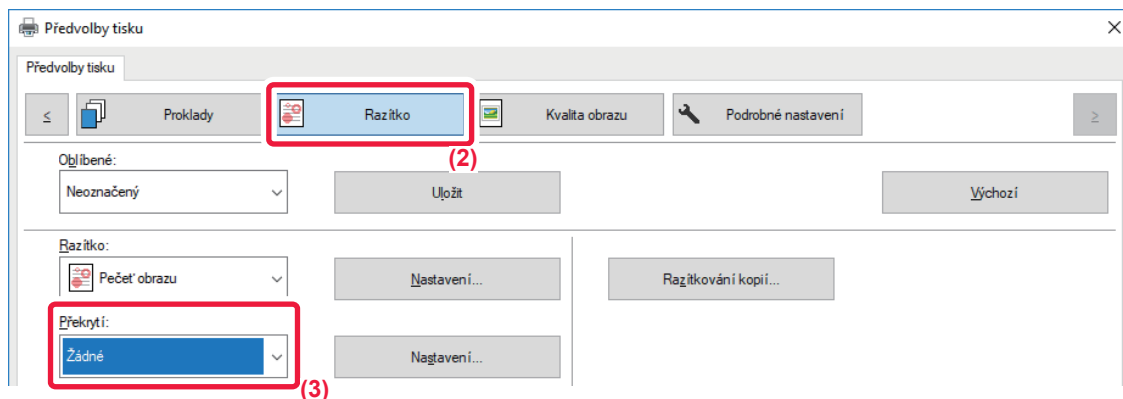 Předvolby tisku
Předvolby tisku
< Proklady Razítko Kvalita obrazu Podrobné nastavení >
(2)
Oblíbené:
Neoznačený Uložit Výchozí
Razítko:
Pečeť obrazu Nastavení... Razítkování kopií...
Překrytí:
Žádné Nastavení...
(3)